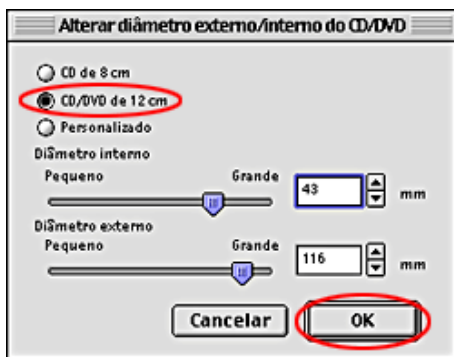 Alterar diâmetro externo/interno do CD/DVD
CD de 8 cm
CD/DVD de 12 cm
Personalizado
Diâmetro interno
Pequeno Grande
43 mm
Diâmetro externo
Pequeno Grande
116 mm
Cancelar OK